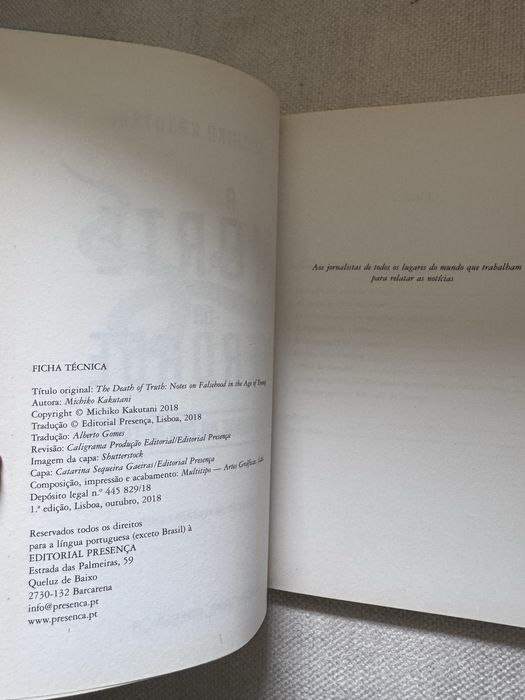 FICHA TÉCNICA
Título original: The Death of Truth: Notes on Falsehood in the Age of Trump
Autora: Michiko Kakutani
Copyright © Michiko Kakutani 2018
Tradução © Editorial Presença, Lisboa, 2018
Tradução: Alberto Gomes
Revisão: Caligrama Produção Editorial/Editorial Presença
Imagem da capa: Shutterstock
Capa: Catarina Sequeira Gaeiras/Editorial Presença
Composição, impressão e acabamento: Multitipo — Artes Gráficas, Lda.
Depósito legal n.º 445 829/18
1.ª edição, Lisboa, outubro, 2018
Reservados todos os direitos
para a língua portuguesa (exceto Brasil) à
EDITORIAL PRESENÇA
Estrada das Palmeiras, 59
Queluz de Baixo
2730-132 Barcarena
info@presenca.pt
www.presenca.pt
Aos jornalistas de todos os lugares do mundo que trabalham
para relatar as notícias